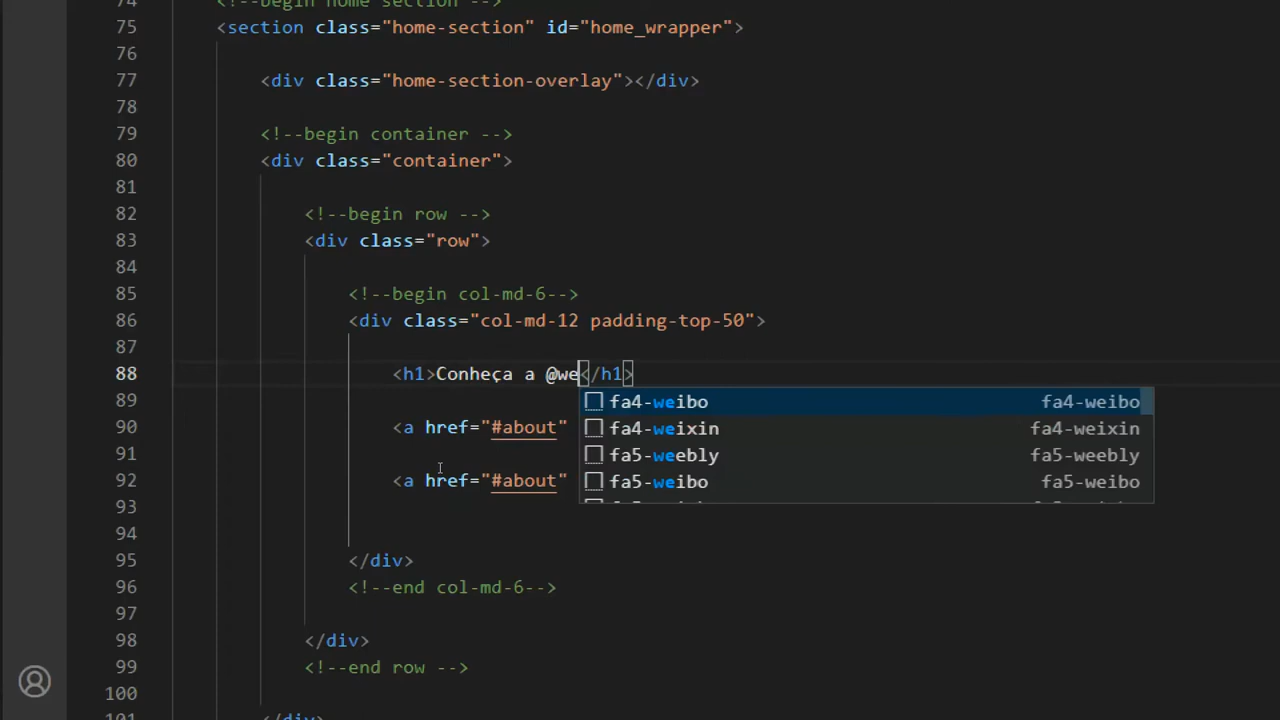 74 <!--begin home section -->
75 <section class="home-section" id="home_wrapper">
76
77 <div class="home-section-overlay"></div>
78
79 <!--begin container -->
80 <div class="container">
81
82 <!--begin row -->
83 <div class="row">
84
85 <!--begin col-md-6-->
86 <div class="col-md-12 padding-top-50">
87
88 <h1>Conheça a @we</h1>
89 fa4-weibo fa4-weibo
90 <a href="#about" fa4-weixin fa4-weixin
91 fa5-weebly fa5-weebly
92 <a href="#about" fa5-weibo fa5-weibo
93
94
95 </div>
96 <!--end col-md-6-->
97
98 </div>
99 <!--end row -->
100
101 </div>